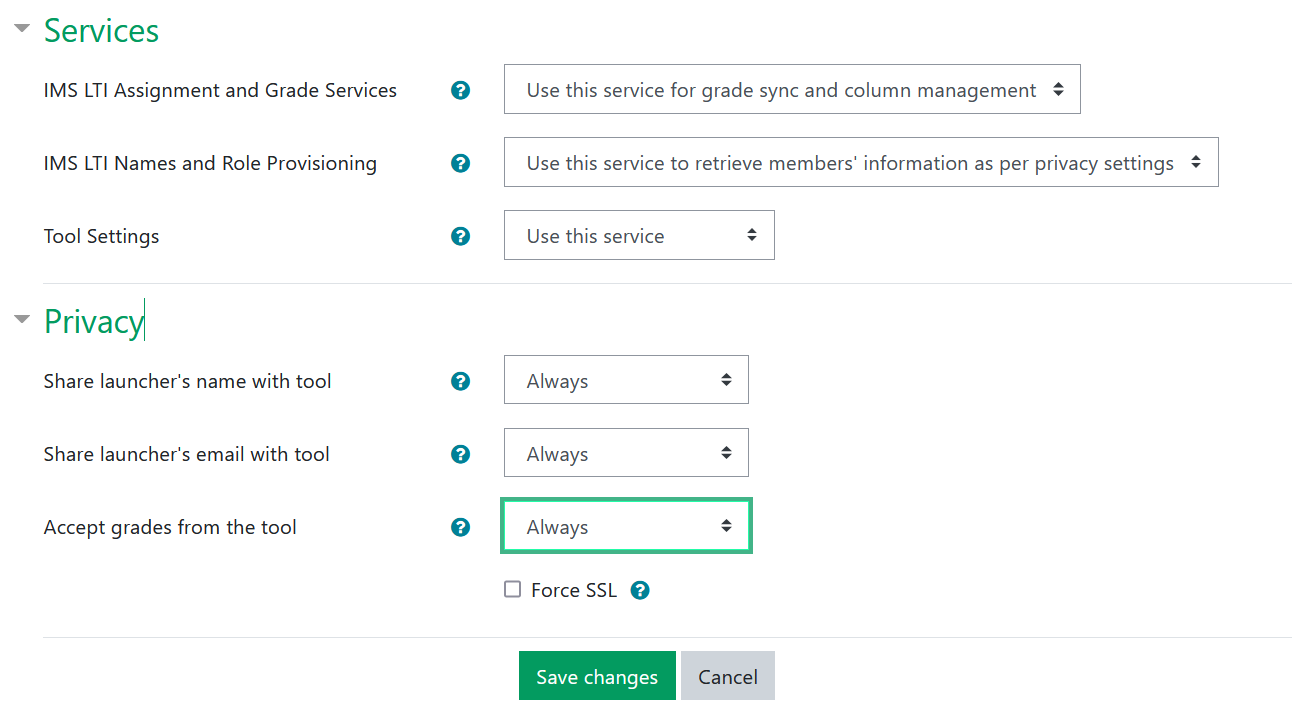 Services
IMS LTI Assignment and Grade Services ? Use this service for grade sync and column management
IMS LTI Names and Role Provisioning ? Use this service to retrieve members' information as per privacy settings
Tool Settings ? Use this service
Privacy
Share launcher's name with tool ? Always
Share launcher's email with tool ? Always
Accept grades from the tool ? Always
Force SSL ?
Save changes Cancel